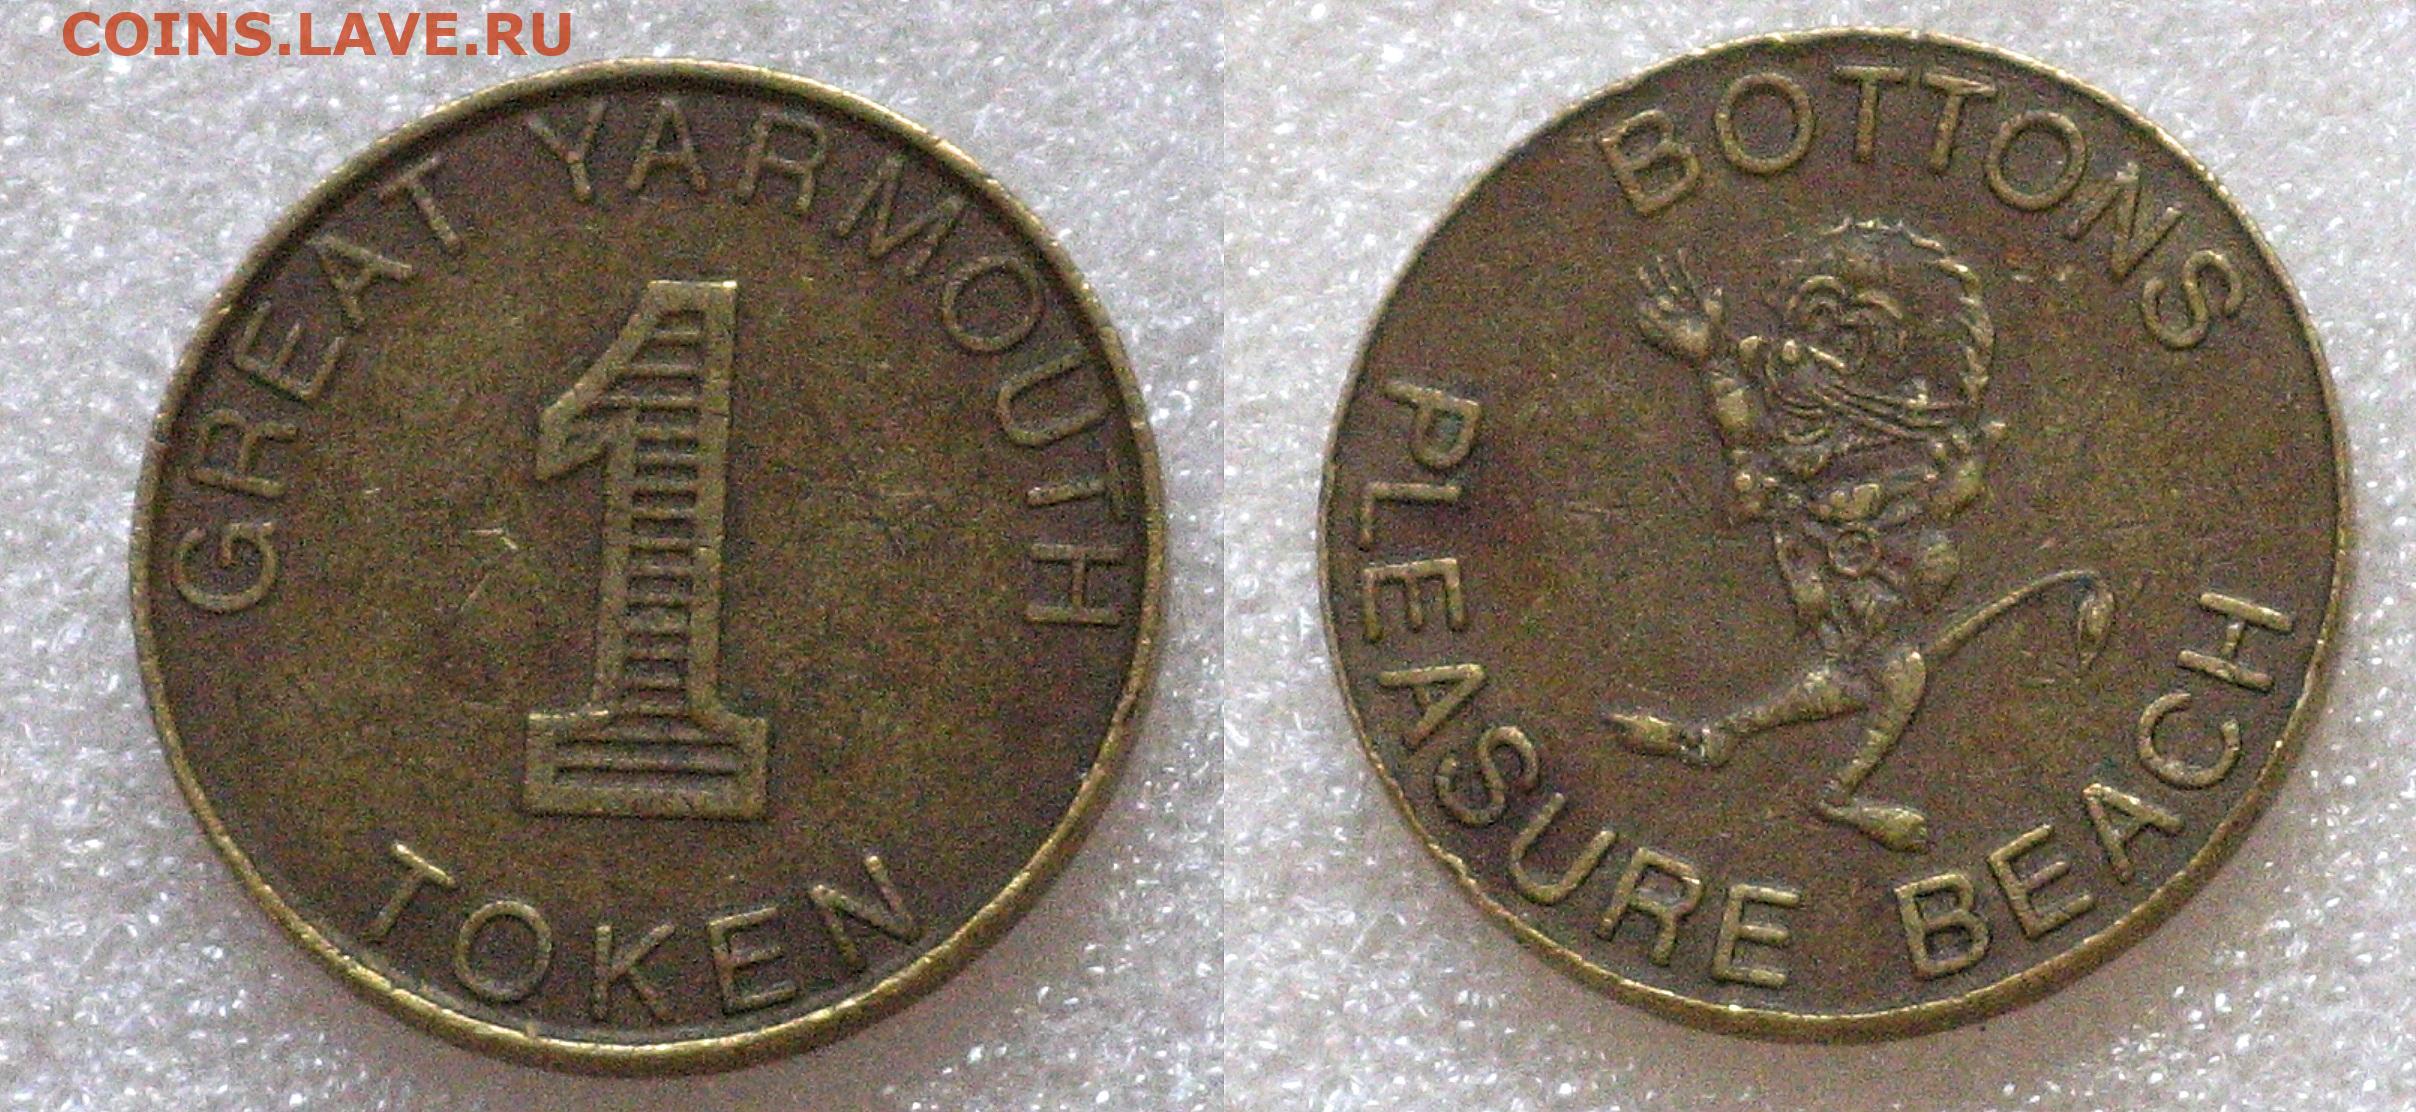 COINS.LAVE.RU
GREAT YARMOUTH
1
TOKEN
BOTTONS
PLEASURE BEACH